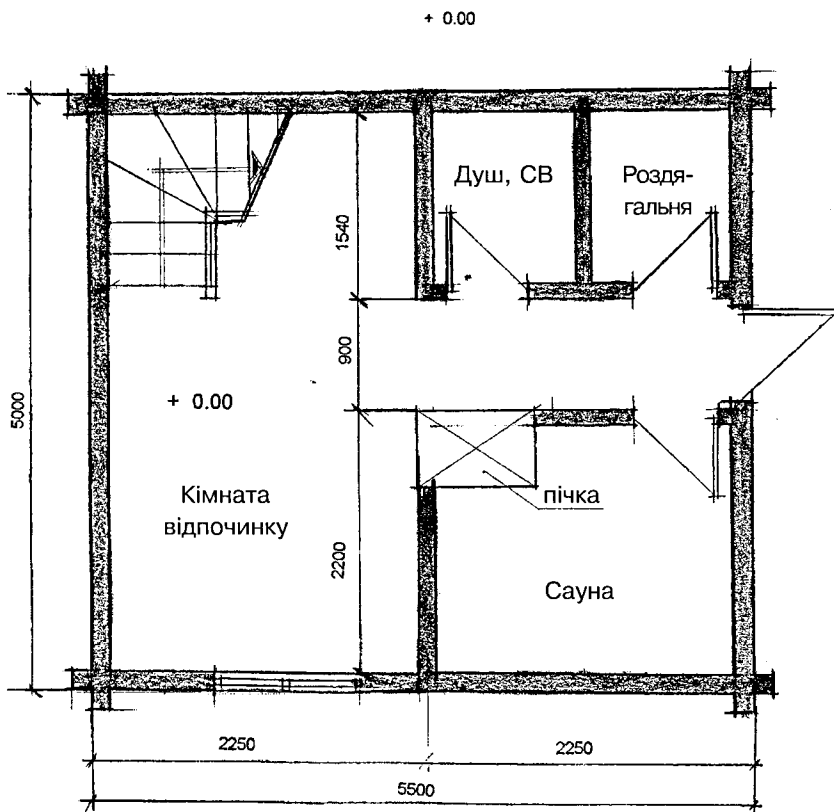 + 0.00
Душ, СВ
Роздя-
гальня
1540
900
5000
+ 0.00
Кімната
відпочинку
пічка
2200
Сауна
2250
2250
5500